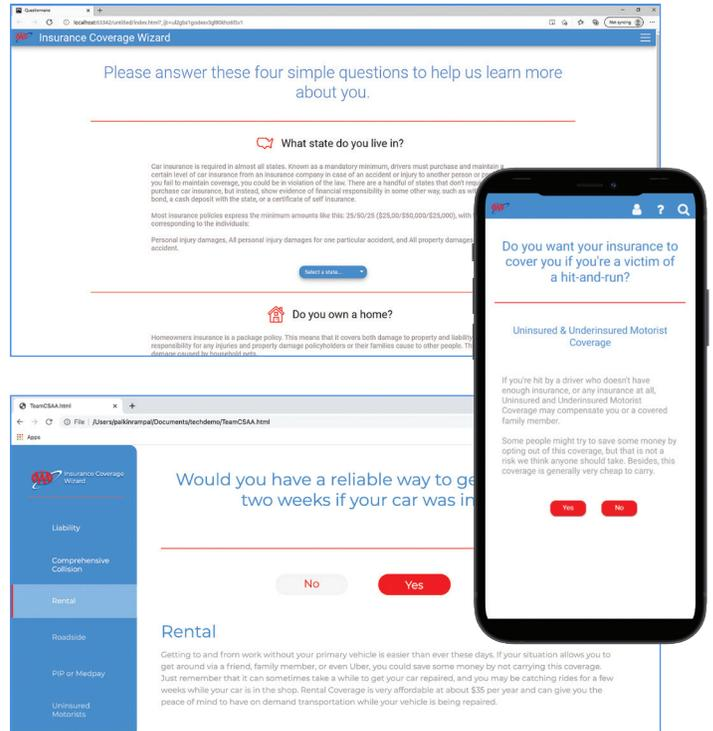 Questionnaire
Not syncing
Insurance Coverage Wizard
Please answer these four simple questions to help us learn more
about you.
What state do you live in?
Car insurance is required in almost all states. Known as a mandatory minimum, drivers must purchase and maintain a
certain level of car insurance from an insurance company in case of an accident or injury to another person or
you fail to maintain coverage, you could be in violation of the law. There are a handful of states that don't
purchase car insurance, but instead, show evidence of financial responsibility in some other way, such as
bond, a cash deposit with the state, or a certificate of self insurance.
Most insurance policies express the minimum amounts like this: 25/50/25 ($25,00/$50,000/$25,000), with
corresponding to the individuals:
Personal injury damages, All personal injury damages for one particular accident, and All property damages
accident.
Select a state...
Do you own a home?
Homeowners insurance is a package policy. This means that it covers both damage to property and liability
responsibility for any injuries and property damage policyholders or their families cause to other people.
damage caused by household pets.
AAA
Do you want your insurance to
cover you if you're a victim of
a hit-and-run?
Uninsured & Underinsured Motorist
Coverage
If you're hit by a driver who doesn't have
enough insurance, or any insurance at all,
Uninsured and Underinsured Motorist
Coverage may compensate you or a covered
family member.
Some people might try to save some money by
opting out of this coverage, but that is not a
risk we think anyone should take. Besides, this
coverage is generally very cheap to carry.
Yes No
TeamCSAA.html
File | /Users/palkinrampal/Documents/techdemo/TeamCSAA.html
Apps
AAA
Insurance Coverage
Wizard
Liability
Comprehensive
Collision
Rental
Roadside
PIP or Medpay
Uninsured
Motorists
Would you have a reliable way to ge
two weeks if your car was in
No Yes
Rental
Getting to and from work without your primary vehicle is easier than ever these days. If your situation allows you to
get around via a friend, family member, or even Uber, you could save some money by not carrying this coverage.
Just remember that it can sometimes take a while to get your car repaired, and you may be catching rides for a few
weeks while your car is in the shop. Rental Coverage is very affordable at about $35 per year and can give you the
peace of mind to have on demand transportation while your vehicle is being repaired.